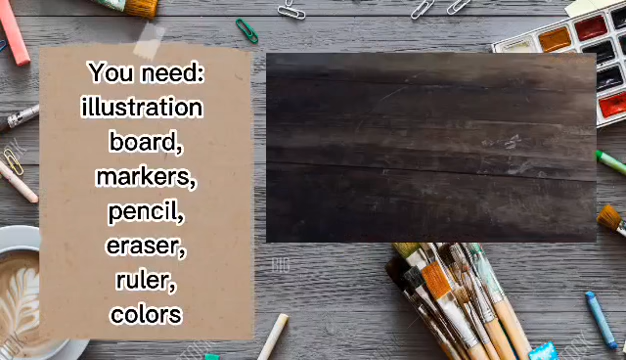 You need:
illustration
board,
markers,
pencil,
eraser,
ruler,
colors